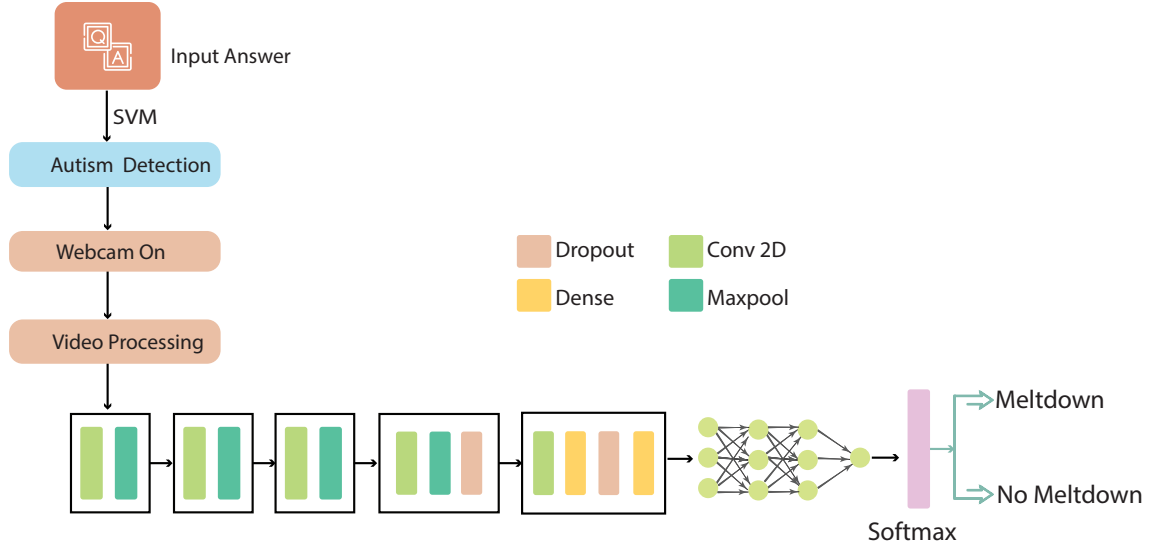 Q
A
Input Answer
SVM
Autism Detection
Webcam On
Video Processing
Dropout
Conv 2D
Dense
Maxpool
Meltdown
No Meltdown
Softmax